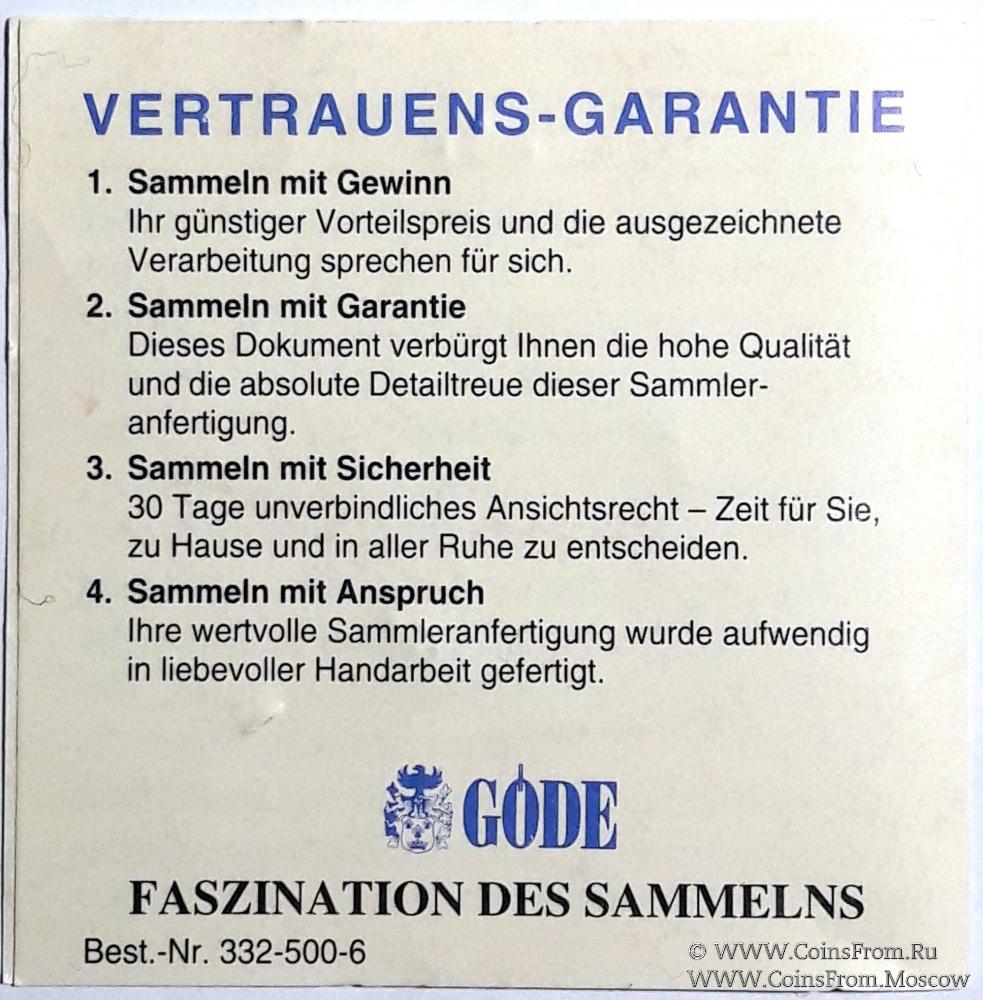 VERTRAUENS-GARANTIE
1. Sammeln mit Gewinn
Ihr günstiger Vorteilspreis und die ausgezeichnete
Verarbeitung sprechen für sich.
2. Sammeln mit Garantie
Dieses Dokument verbürgt Ihnen die hohe Qualität
und die absolute Detailtreue dieser Sammler-
anfertigung.
3. Sammeln mit Sicherheit
30 Tage unverbindliches Ansichtsrecht – Zeit für Sie,
zu Hause und in aller Ruhe zu entscheiden.
4. Sammeln mit Anspruch
Ihre wertvolle Sammleranfertigung wurde aufwendig
in liebevoller Handarbeit gefertigt.
GÖDE
FASZINATION DES SAMMELNS
Best.-Nr. 332-500-6
© WWW.CoinsFrom.Ru
WWW.CoinsFrom.Moscow